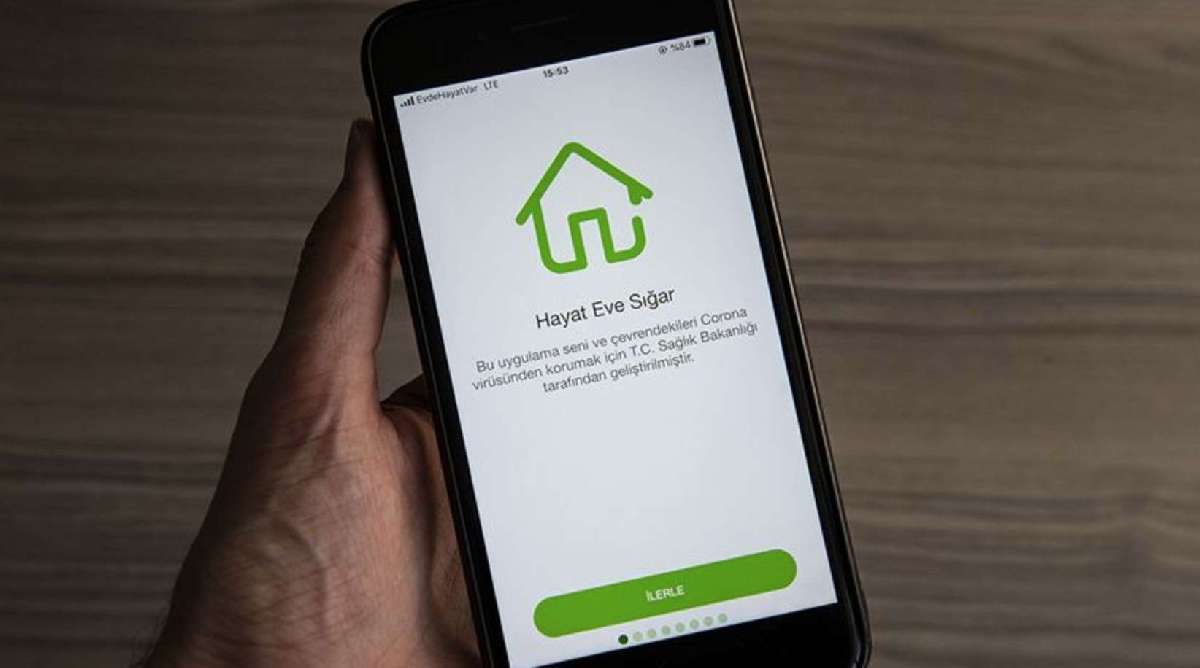 EvdeHayatVar LTE 15:53 %84
Hayat Eve Sığar
Bu uygulama seni ve çevrendekileri Corona
virüsünden korumak için T.C. Sağlık Bakanlığı
tarafından geliştirilmiştir.
İLERLE